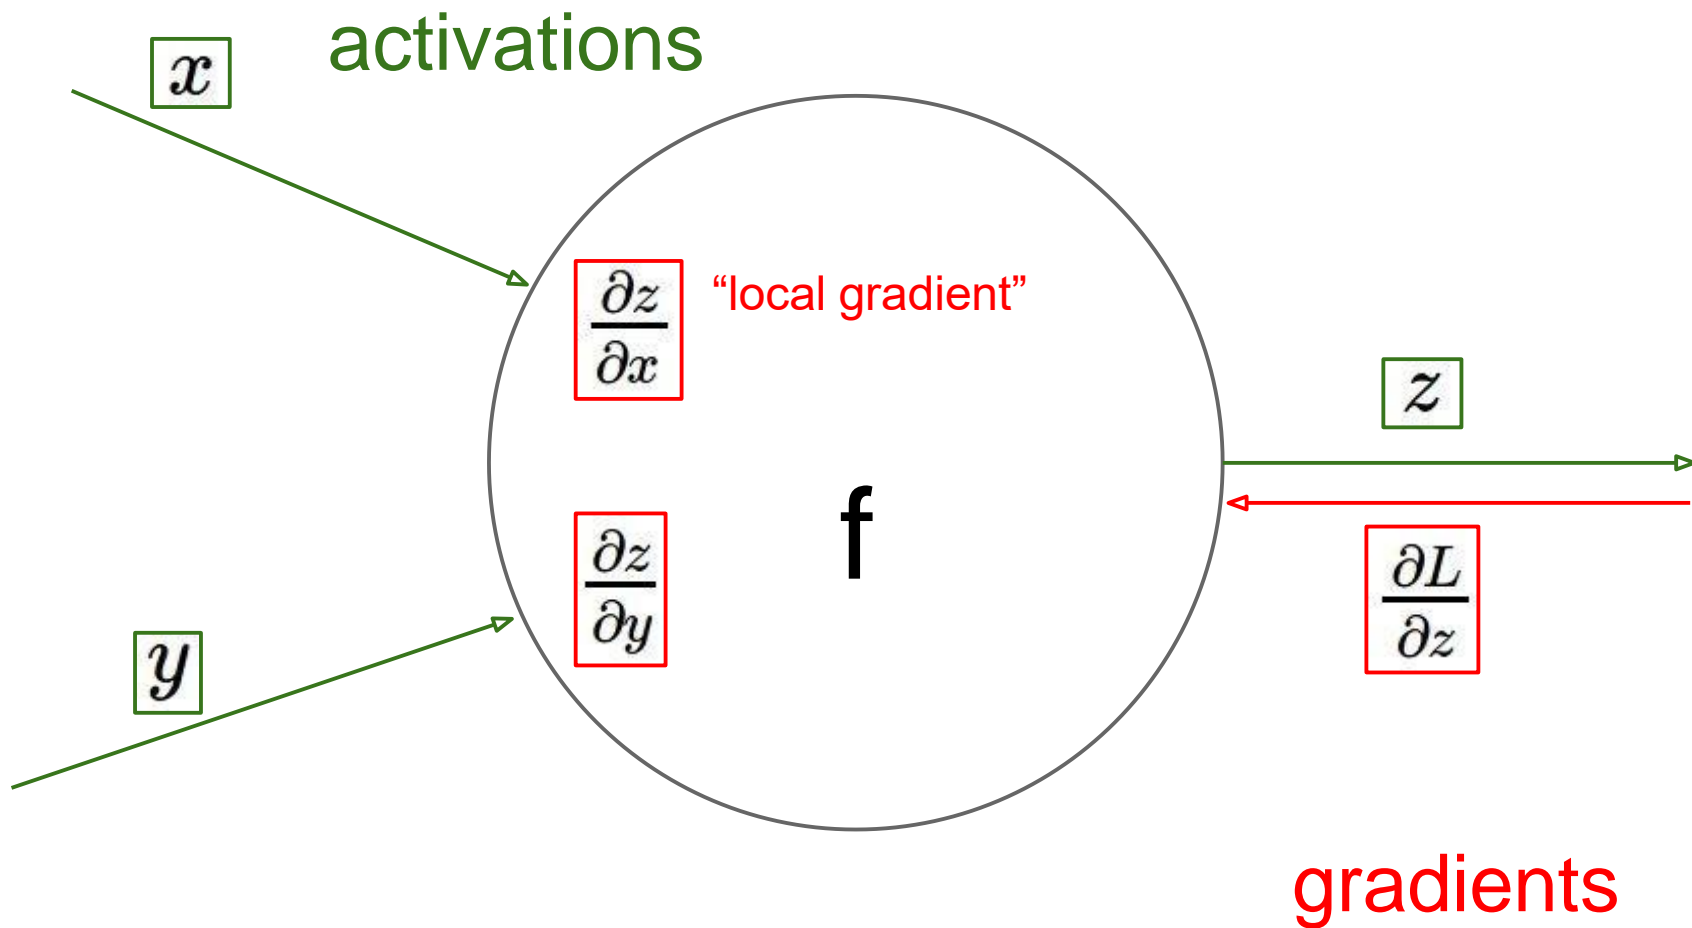 activations
x
∂z/∂x
“local gradient”
z
f
∂z/∂y
∂L/∂z
y
gradients